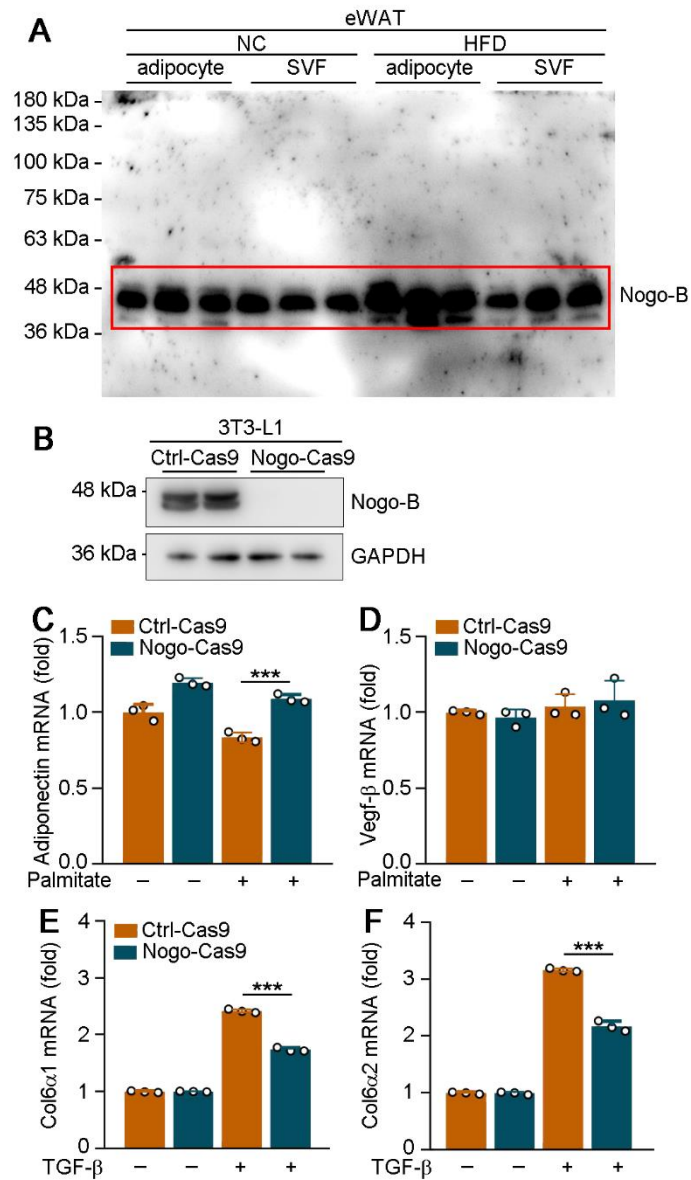 A
eWAT
NC HFD
adipocyte SVF adipocyte SVF
180 kDa
135 kDa
100 kDa
75 kDa
63 kDa
48 kDa
36 kDa
Nogo-B
B
3T3-L1
Ctrl-Cas9 Nogo-Cas9
48 kDa
Nogo-B
36 kDa
GAPDH
C
Ctrl-Cas9
Nogo-Cas9
Adiponectin mRNA (fold)
1.5
1.0
0.5
0.0
***
Palmitate − − + +
D
Ctrl-Cas9
Nogo-Cas9
Vegf-β mRNA (fold)
1.5
1.0
0.5
0.0
Palmitate − − + +
E
Ctrl-Cas9
Nogo-Cas9
Col6α1 mRNA (fold)
4
3
2
1
0
***
TGF-β − − + +
F
Col6α2 mRNA (fold)
4
3
2
1
0
***
TGF-β − − + +